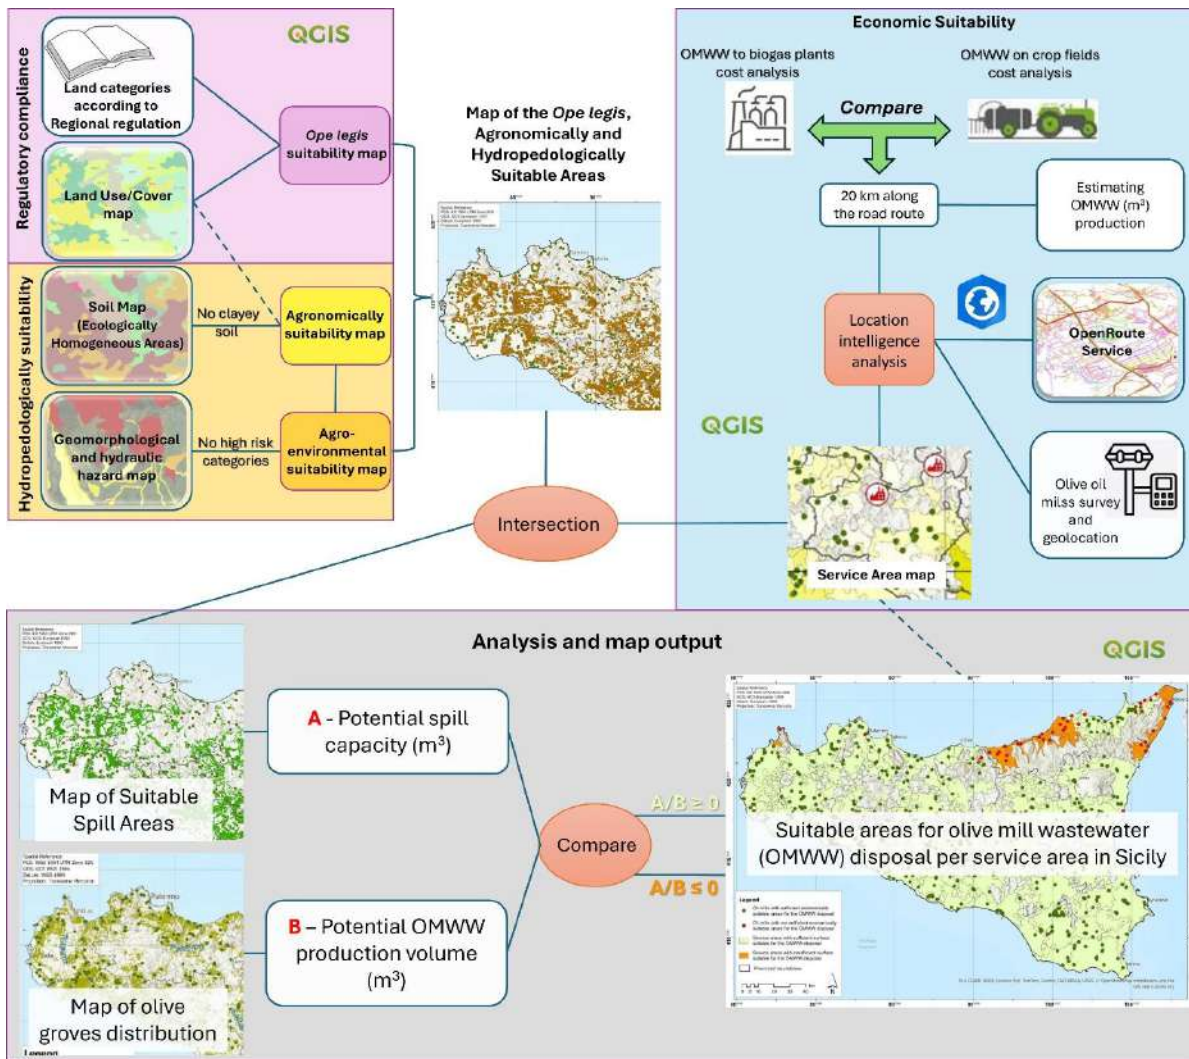 Regulatory compliance
QGIS
Land categories
according to
Regional regulation
Land Use/Cover
map
Ope legis
suitability map
Hydropedologically suitability
Soil Map
(Ecologically
Homogeneous Areas)
No clayey
soil
Agronomically
suitability map
Geomorphological
and hydraulic
hazard map
No high risk
categories
Agro-
environmental
suitability map
Map of the Ope legis,
Agronomically and
Hydropedologically
Suitable Areas
Economic Suitability
OMWW to biogas plants
cost analysis
OMWW on crop fields
cost analysis
Compare
20 km along
the road route
Estimating
OMWW (m³)
production
Location
intelligence
analysis
OpenRoute
Service
QGIS
Olive oil
milss survey
and
geolocation
Service Area map
Intersection
Analysis and map output
QGIS
Map of Suitable
Spill Areas
A - Potential spill
capacity (m³)
Map of olive
groves distribution
Legend
B – Potential OMWW
production volume
(m³)
Compare
A/B ≥ 0
A/B ≤ 0
Suitable areas for olive mill wastewater
(OMWW) disposal per service area in Sicily
Legend